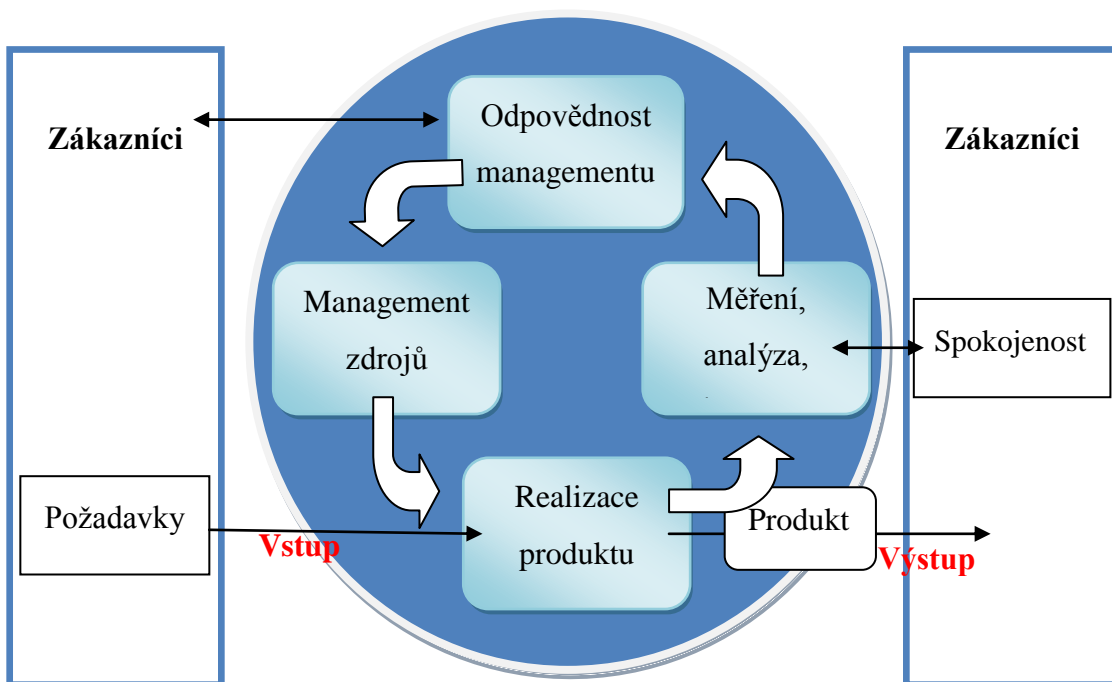 Zákazníci
Odpovědnost
managementu
Zákazníci
Management
zdrojů
Měření,
analýza,
Spokojenost
Požadavky
Vstup
Realizace
produktu
Produkt
Výstup